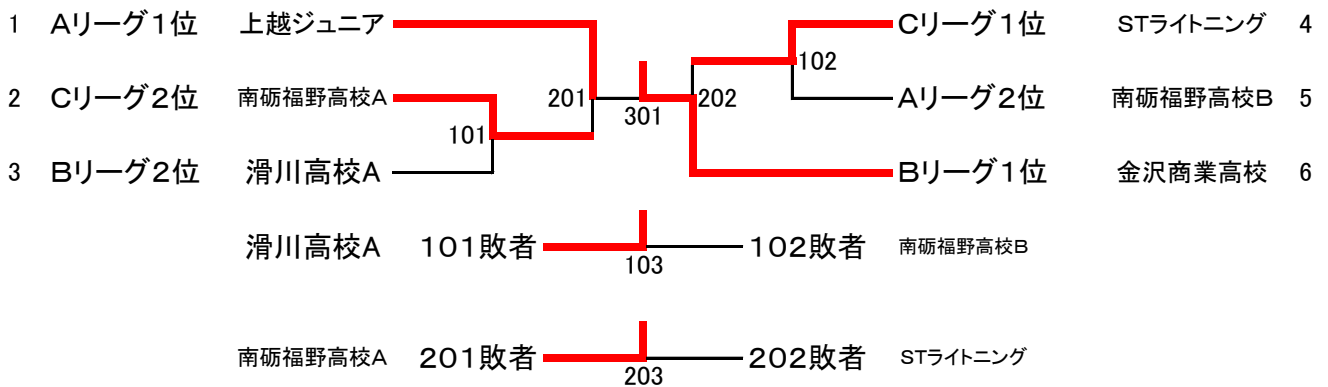 1 Aリーグ1位 上越ジュニア Cリーグ1位 STライトニング 4
102
2 Cリーグ2位 南砺福野高校A 201 301 202 Aリーグ2位 南砺福野高校B 5
101
3 Bリーグ2位 滑川高校A Bリーグ1位 金沢商業高校 6
滑川高校A 101敗者 103 102敗者 南砺福野高校B
南砺福野高校A 201敗者 203 202敗者 STライトニング